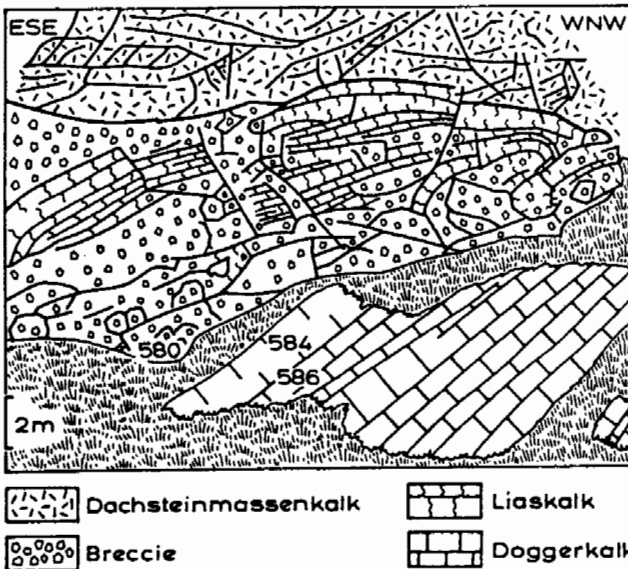 ESE WNW
580
584
586
2m
Dachsteinmassenkalk
Liaskalk
Breccie
Doggerkalk